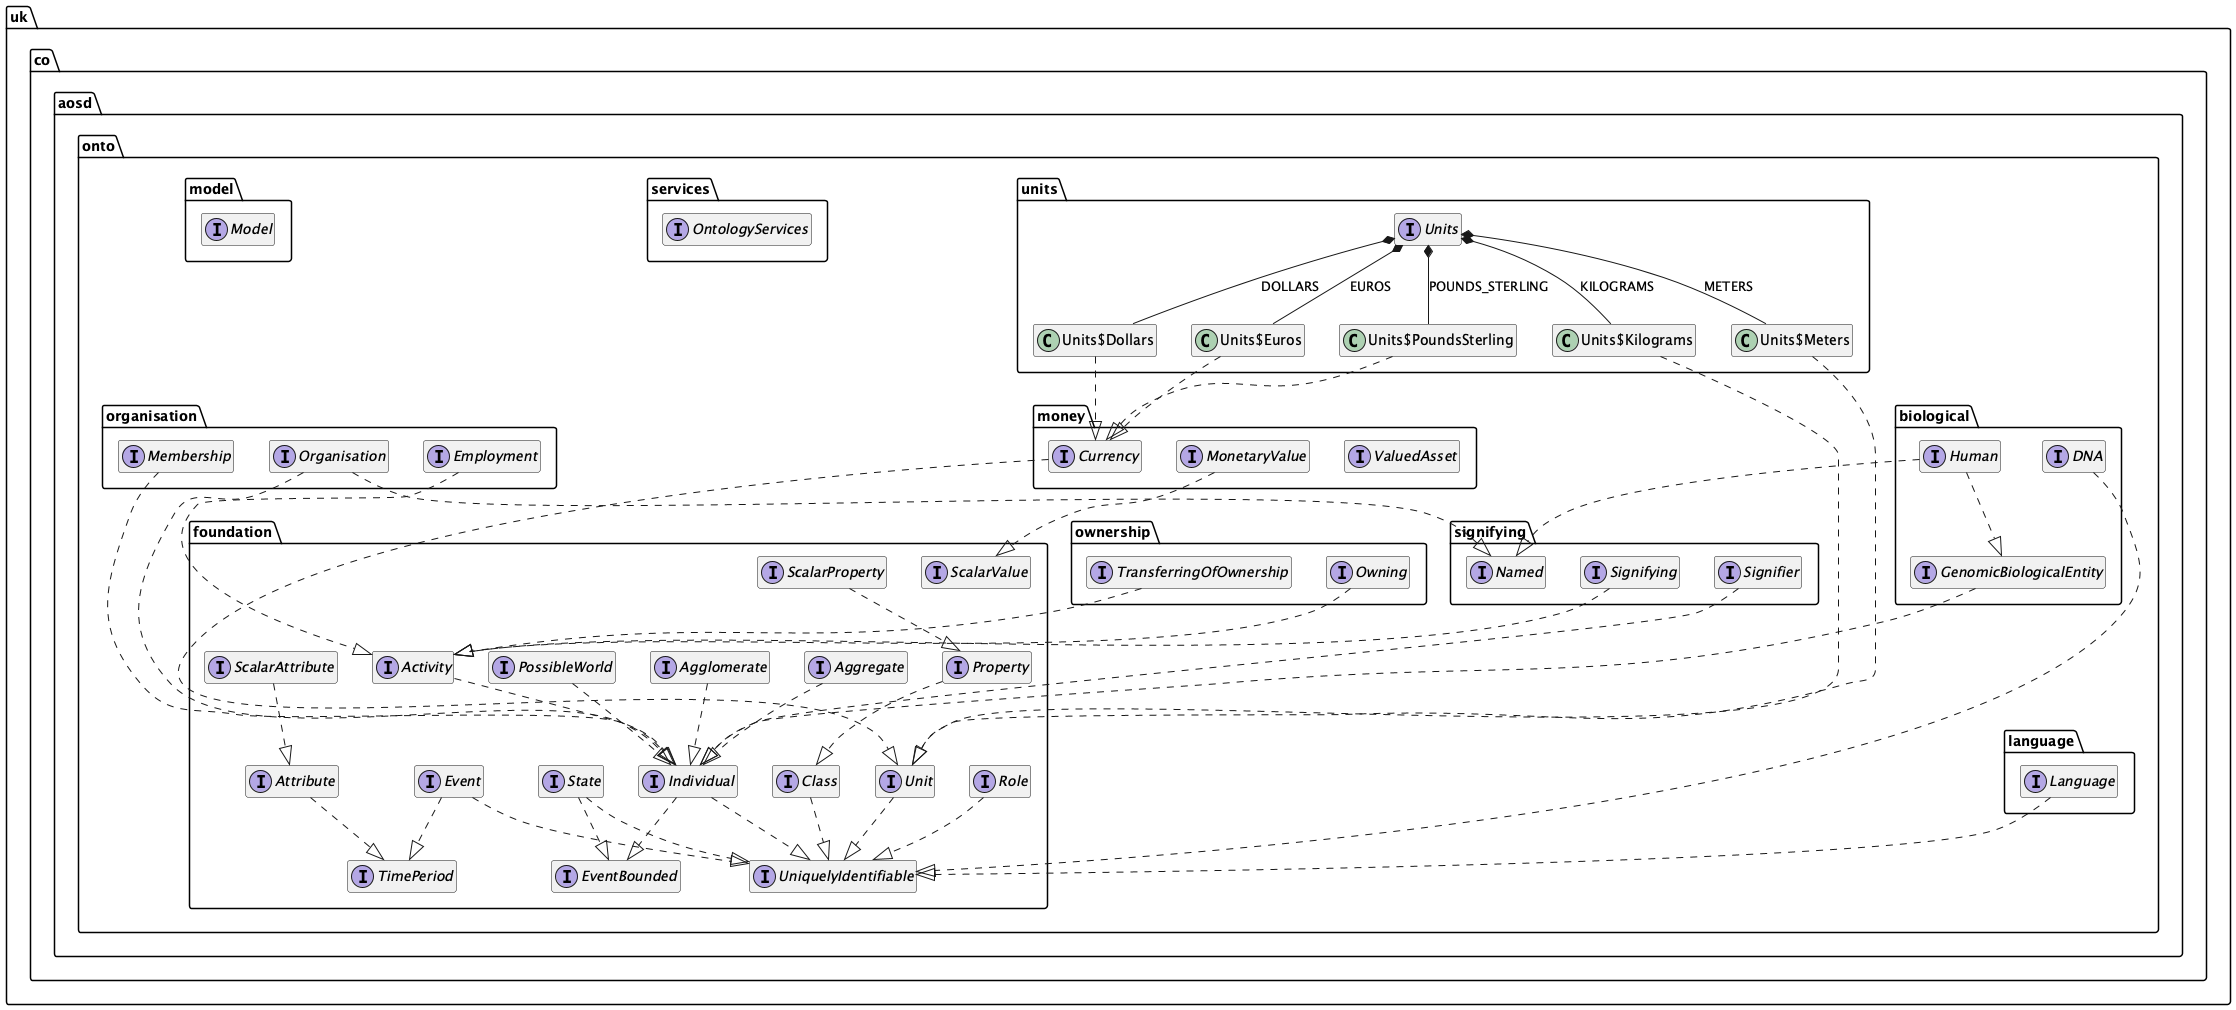 uk
co
aosd
onto
model
services
units
Model
OntologyServices
Units
DOLLARS
EUROS
POUNDS_STERLING
KILOGRAMS
METERS
Units$Dollars
Units$Euros
Units$PoundsSterling
Units$Kilograms
Units$Meters
organisation
money
biological
Membership
Organisation
Employment
Currency
MonetaryValue
ValuedAsset
Human
DNA
foundation
ownership
signifying
ScalarProperty
ScalarValue
TransferringOfOwnership
Owning
Named
Signifying
Signifier
GenomicBiologicalEntity
ScalarAttribute
Activity
PossibleWorld
Agglomerate
Aggregate
Property
language
Attribute
Event
State
Individual
Class
Unit
Role
Language
TimePeriod
EventBounded
UniquelyIdentifiable